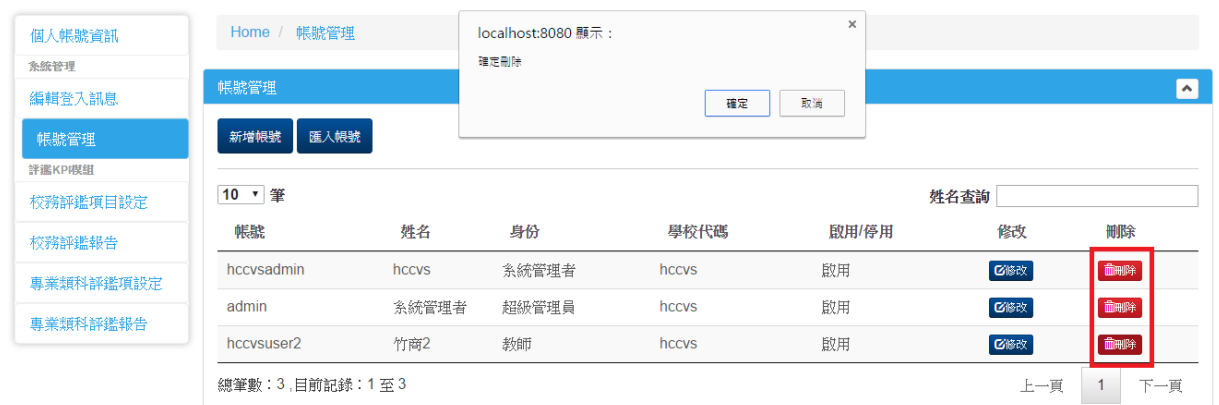 個人帳號資訊
系統管理
編輯登入訊息
帳號管理
評鑑KPI模組
校務評鑑項目設定
校務評鑑報告
專業類科評鑑項設定
專業類科評鑑報告
Home / 帳號管理
localhost:8080 顯示：
×
確定刪除
確定 取消
帳號管理
新增帳號 匯入帳號
10 筆 姓名查詢
帳號 姓名 身份 學校代碼 啟用/停用 修改 刪除
hccvsadmin hccvs 系統管理者 hccvs 啟用 修改 刪除
admin 系統管理者 超級管理員 hccvs 啟用 修改 刪除
hccvsuser2 竹商2 教師 hccvs 啟用 修改 刪除
總筆數：3 ,目前記錄：1 至 3 上一頁 1 下一頁